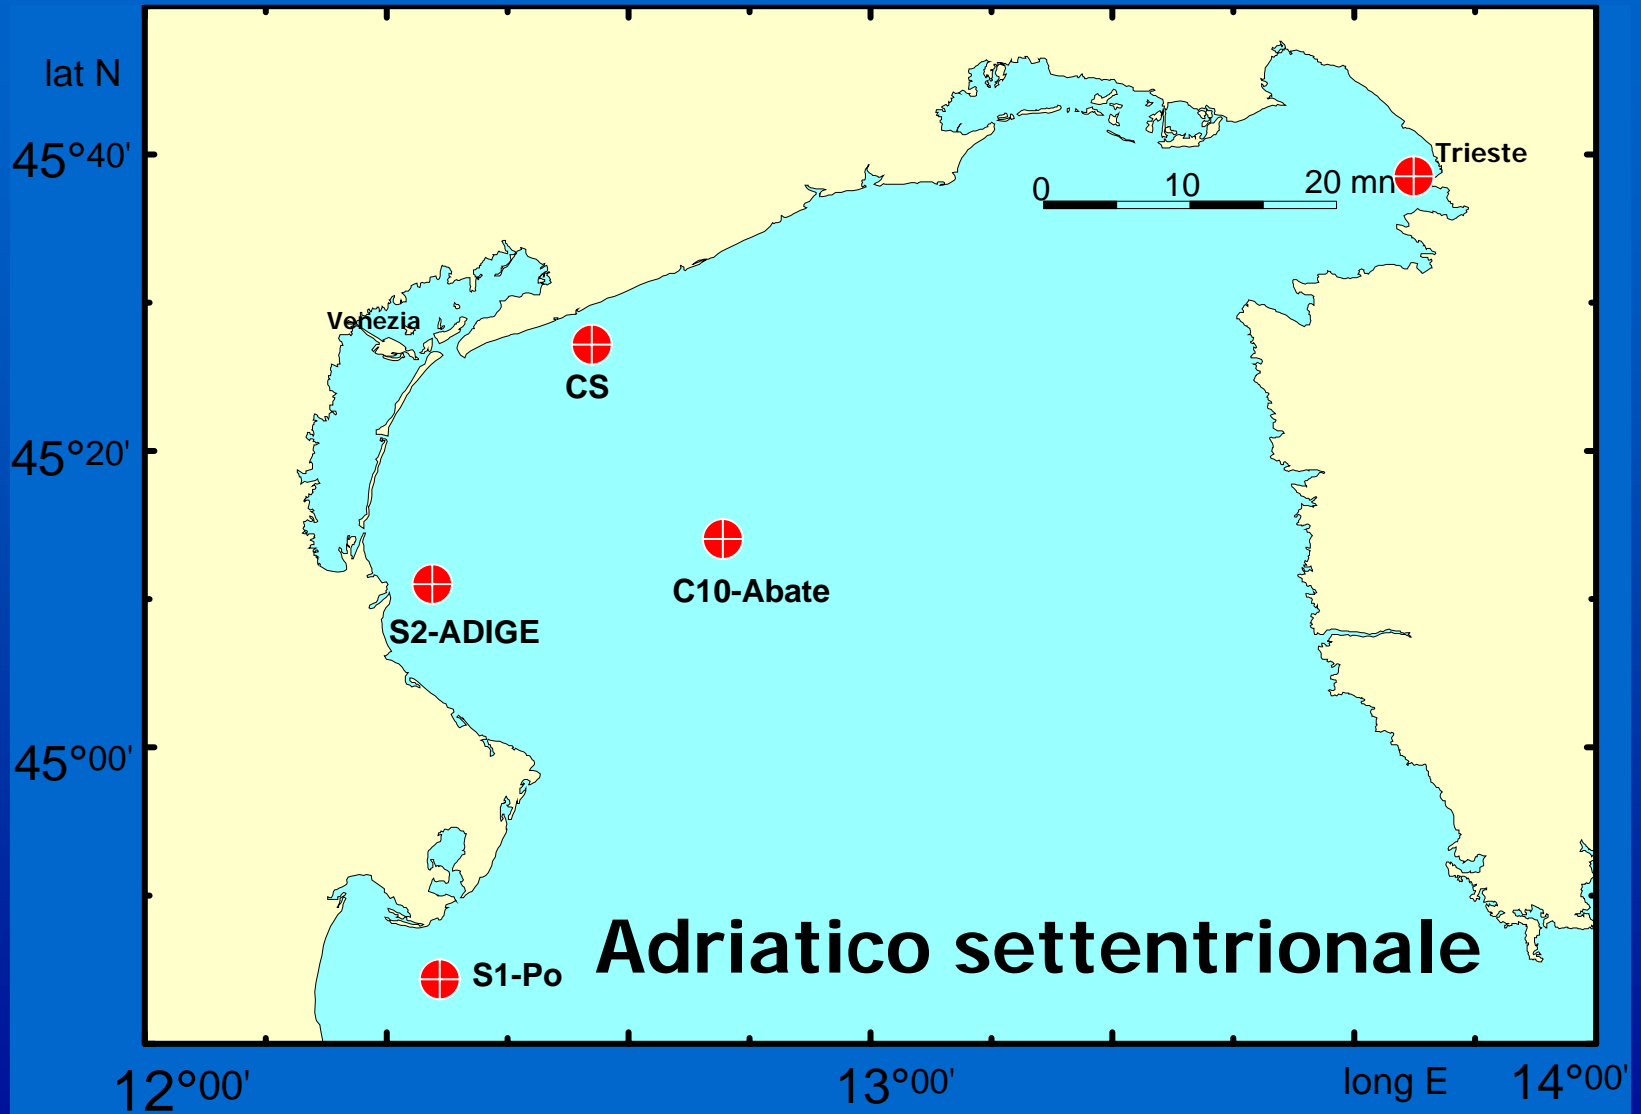 lat N
45°40'
Trieste
0 10 20 mn
Venezia
CS
45°20'
C10-Abate
S2-ADIGE
45°00'
Adriatico settentrionale
S1-Po
12°00' 13°00' long E 14°00'